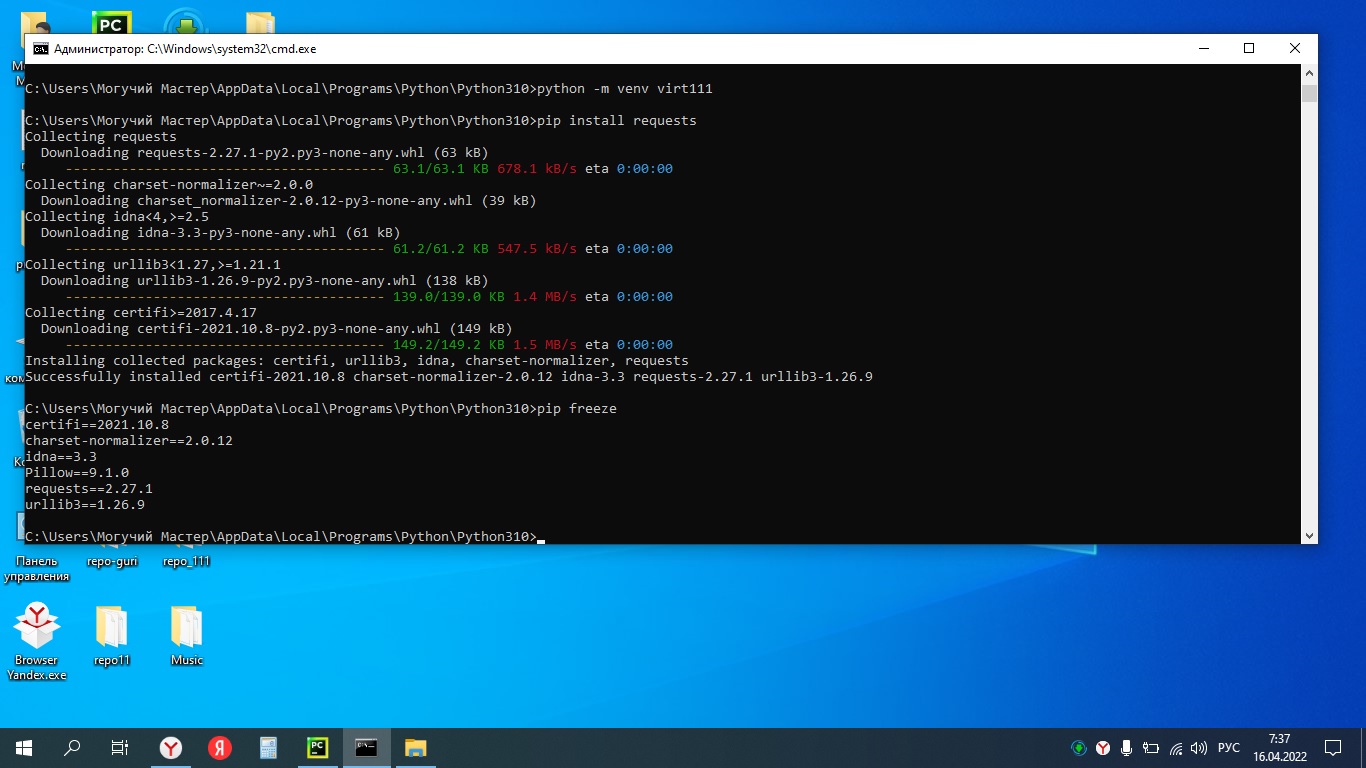 PC
Администратор: C:\Windows\system32\cmd.exe
C:\Users\Могучий Мастер\AppData\Local\Programs\Python\Python310>python -m venv virt111
C:\Users\Могучий Мастер\AppData\Local\Programs\Python\Python310>pip install requests
Collecting requests
Downloading requests-2.27.1-py2.py3-none-any.whl (63 kB)
---------------------------------------- 63.1/63.1 KB 678.1 kB/s eta 0:00:00
Collecting charset-normalizer~=2.0.0
Downloading charset_normalizer-2.0.12-py3-none-any.whl (39 kB)
Collecting idna<4,>=2.5
Downloading idna-3.3-py3-none-any.whl (61 kB)
---------------------------------------- 61.2/61.2 KB 547.5 kB/s eta 0:00:00
Collecting urllib3<1.27,>=1.21.1
Downloading urllib3-1.26.9-py2.py3-none-any.whl (138 kB)
---------------------------------------- 139.0/139.0 KB 1.4 MB/s eta 0:00:00
Collecting certifi>=2017.4.17
Downloading certifi-2021.10.8-py2.py3-none-any.whl (149 kB)
---------------------------------------- 149.2/149.2 KB 1.5 MB/s eta 0:00:00
Installing collected packages: certifi, urllib3, idna, charset-normalizer, requests
Successfully installed certifi-2021.10.8 charset-normalizer-2.0.12 idna-3.3 requests-2.27.1 urllib3-1.26.9
C:\Users\Могучий Мастер\AppData\Local\Programs\Python\Python310>pip freeze
certifi==2021.10.8
charset-normalizer==2.0.12
idna==3.3
Pillow==9.1.0
requests==2.27.1
urllib3==1.26.9
C:\Users\Могучий Мастер\AppData\Local\Programs\Python\Python310>
Панель управления
repo-guri
repo_111
Browser Yandex.exe
repo11
Music
РУС
7:37
16.04.2022